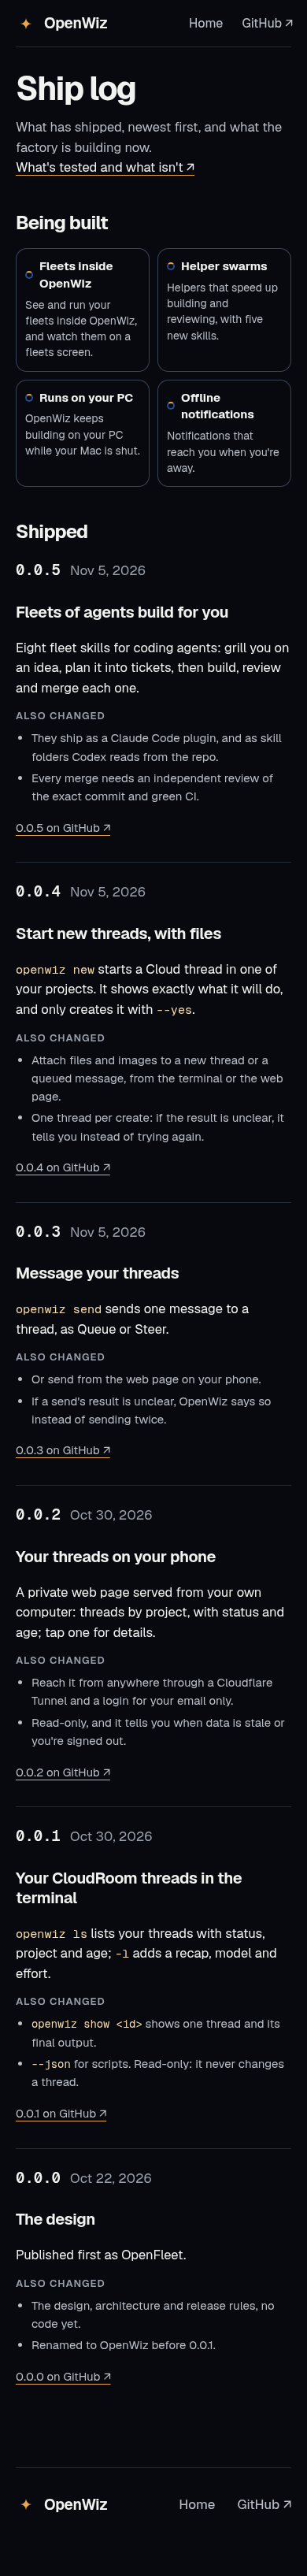 OpenWiz Home GitHub ↗
Ship log
What has shipped, newest first, and what the
factory is building now.
What's tested and what isn't ↗
Being built
Fleets inside
OpenWiz
See and run your
fleets inside OpenWiz,
and watch them on a
fleets screen.
Helper swarms
Helpers that speed up
building and
reviewing, with five
new skills.
Runs on your PC
OpenWiz keeps
building on your PC
while your Mac is shut.
Offline
notifications
Notifications that
reach you when you're
away.
Shipped
0.0.5 Nov 5, 2026
Fleets of agents build for you
Eight fleet skills for coding agents: grill you on
an idea, plan it into tickets, then build, review
and merge each one.
ALSO CHANGED
• They ship as a Claude Code plugin, and as skill
folders Codex reads from the repo.
• Every merge needs an independent review of
the exact commit and green CI.
0.0.5 on GitHub ↗
0.0.4 Nov 5, 2026
Start new threads, with files
openwiz new starts a Cloud thread in one of
your projects. It shows exactly what it will do,
and only creates it with --yes.
ALSO CHANGED
• Attach files and images to a new thread or a
queued message, from the terminal or the web
page.
• One thread per create: if the result is unclear, it
tells you instead of trying again.
0.0.4 on GitHub ↗
0.0.3 Nov 5, 2026
Message your threads
openwiz send sends one message to a
thread, as Queue or Steer.
ALSO CHANGED
• Or send from the web page on your phone.
• If a send's result is unclear, OpenWiz says so
instead of sending twice.
0.0.3 on GitHub ↗
0.0.2 Oct 30, 2026
Your threads on your phone
A private web page served from your own
computer: threads by project, with status and
age; tap one for details.
ALSO CHANGED
• Reach it from anywhere through a Cloudflare
Tunnel and a login for your email only.
• Read-only, and it tells you when data is stale or
you're signed out.
0.0.2 on GitHub ↗
0.0.1 Oct 30, 2026
Your CloudRoom threads in the
terminal
openwiz ls lists your threads with status,
project and age; -l adds a recap, model and
effort.
ALSO CHANGED
• openwiz show <id> shows one thread and its
final output.
• --json for scripts. Read-only: it never changes
a thread.
0.0.1 on GitHub ↗
0.0.0 Oct 22, 2026
The design
Published first as OpenFleet.
ALSO CHANGED
• The design, architecture and release rules, no
code yet.
• Renamed to OpenWiz before 0.0.1.
0.0.0 on GitHub ↗
OpenWiz Home GitHub ↗